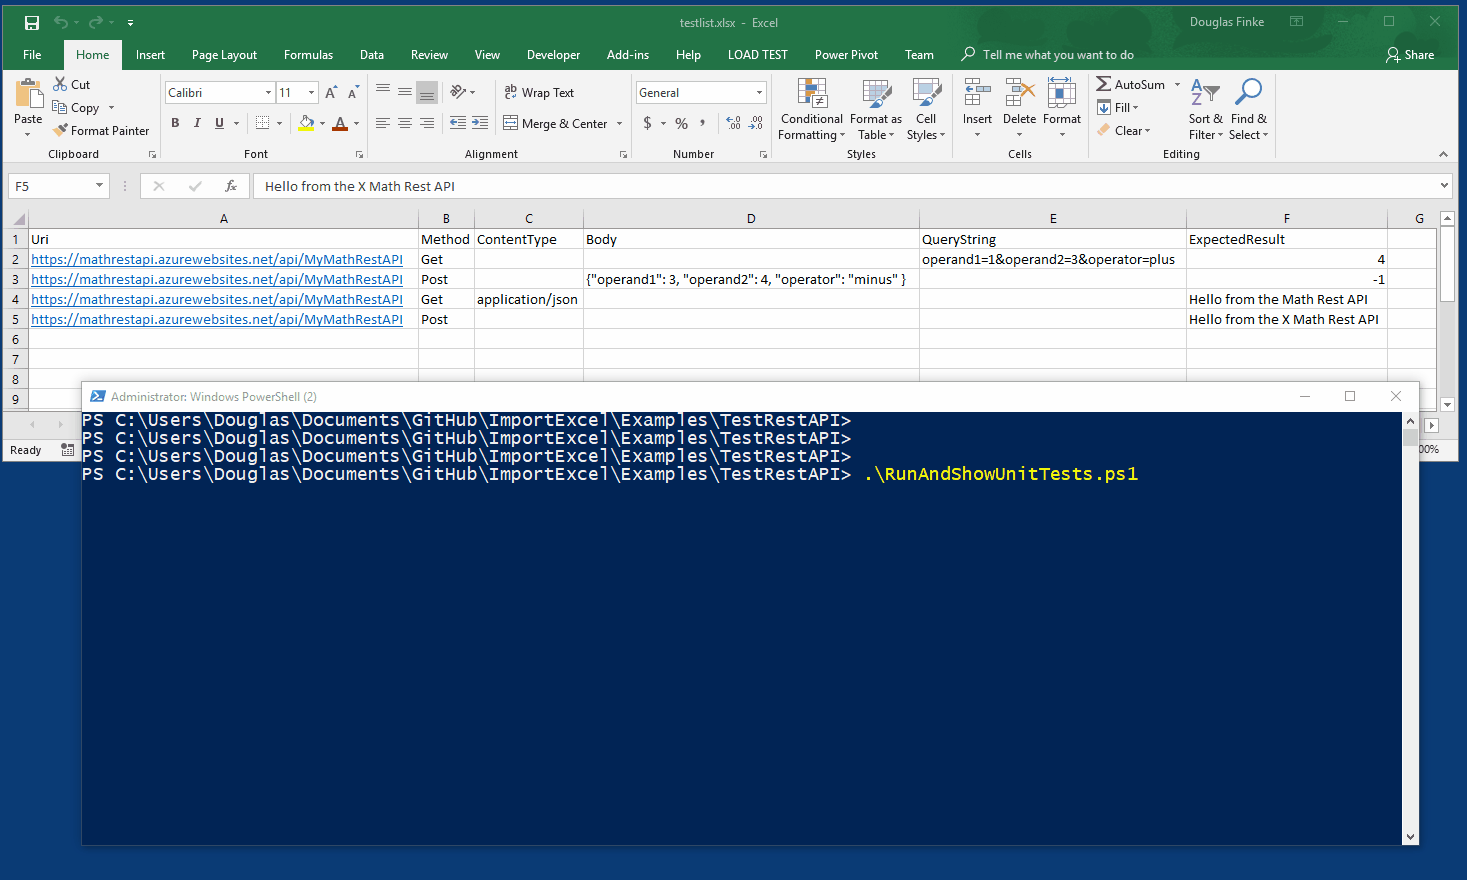 testlist.xlsx - Excel
Douglas Finke
File Home Insert Page Layout Formulas Data Review View Developer Add-ins Help LOAD TEST Power Pivot Team Tell me what you want to do Share
Paste
Cut
Copy
Format Painter
Clipboard
Calibri 11
B I U
Font
Wrap Text
Merge & Center
Alignment
General
$ % ,
Number
Conditional Formatting
Format as Table
Cell Styles
Styles
Insert Delete Format
Cells
AutoSum
Fill
Clear
Sort & Filter
Find & Select
Editing
F5 fx Hello from the X Math Rest API
A B C D E F G
1 Uri Method ContentType Body QueryString ExpectedResult
2 https://mathrestapi.azurewebsites.net/api/MyMathRestAPI Get operand1=1&operand2=3&operator=plus 4
3 https://mathrestapi.azurewebsites.net/api/MyMathRestAPI Post {"operand1": 3, "operand2": 4, "operator": "minus" } -1
4 https://mathrestapi.azurewebsites.net/api/MyMathRestAPI Get application/json Hello from the Math Rest API
5 https://mathrestapi.azurewebsites.net/api/MyMathRestAPI Post Hello from the X Math Rest API
6
7
8
9
Ready
00%
Administrator: Windows PowerShell (2)
PS C:\Users\Douglas\Documents\GitHub\ImportExcel\Examples\TestRestAPI>
PS C:\Users\Douglas\Documents\GitHub\ImportExcel\Examples\TestRestAPI>
PS C:\Users\Douglas\Documents\GitHub\ImportExcel\Examples\TestRestAPI>
PS C:\Users\Douglas\Documents\GitHub\ImportExcel\Examples\TestRestAPI> .\RunAndShowUnitTests.ps1